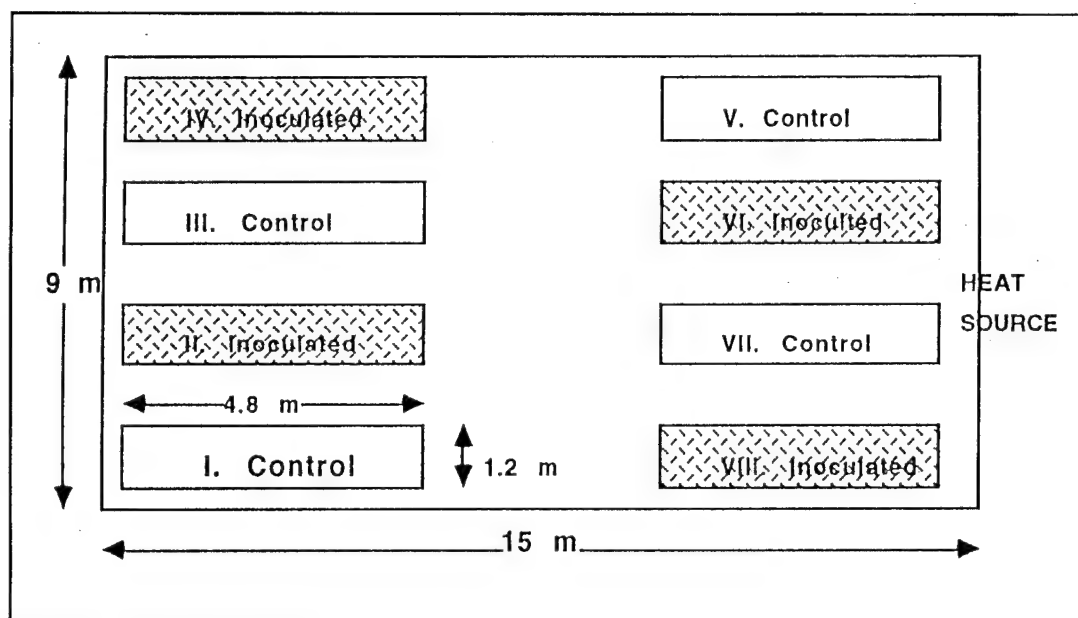 IV. Inoculated
V. Control
III. Control
VI. Inoculted
9 m
HEAT
SOURCE
II. Inoculated
VII. Control
4.8 m
I. Control
1.2 m
VIII. Inoculated
15 m